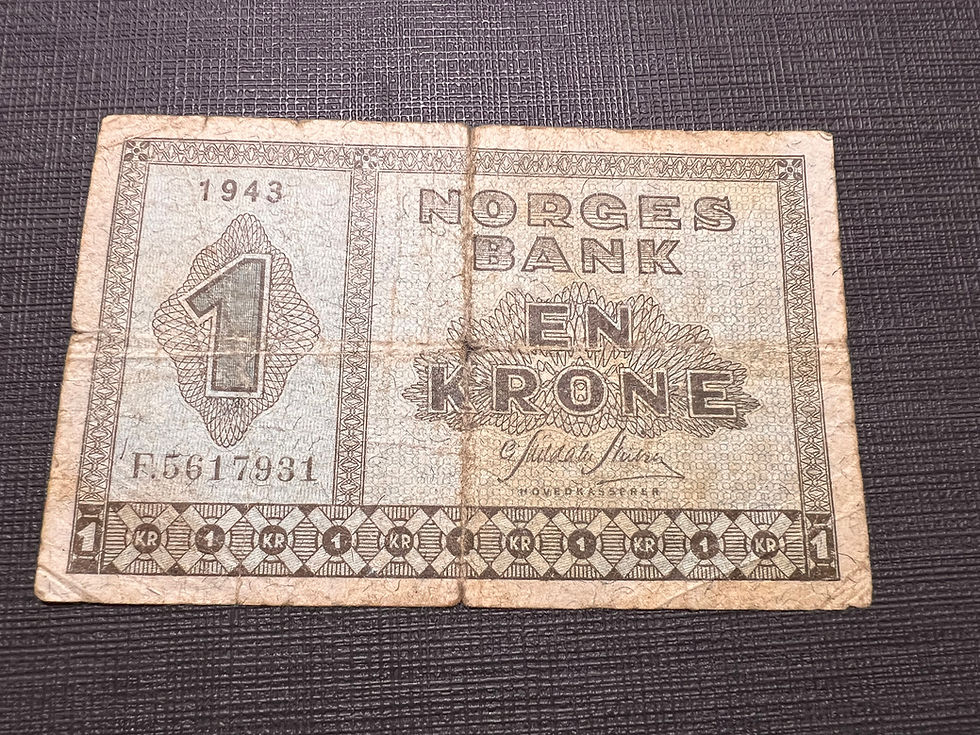 1943
1
F.5617931
NORGES
BANK
EN
KRONE
HOVEDKASSERER
1 KR 1 KR 1 KR 1 KR 1 KR 1 KR 1